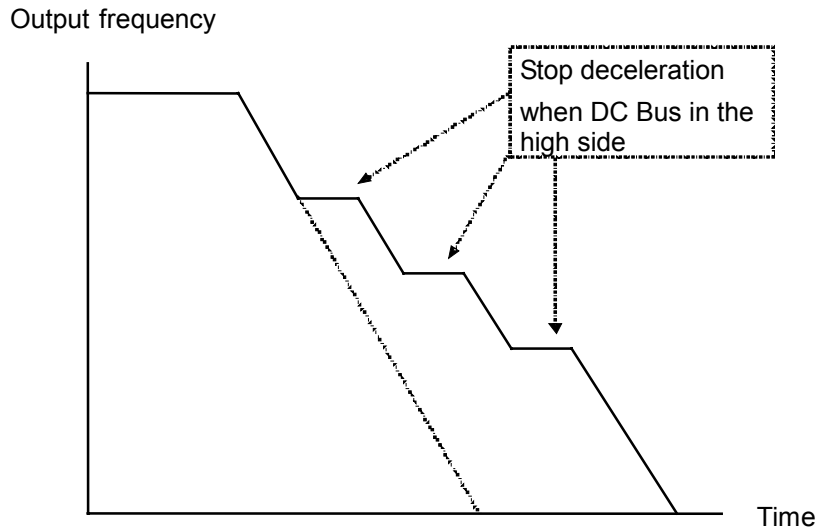 Output frequency
Stop deceleration
when DC Bus in the
high side
Time